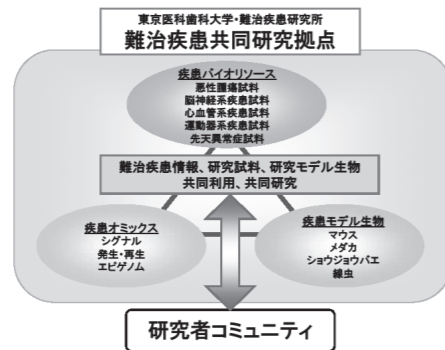 東京医科歯科大学・難治疾患研究所
難治疾患共同研究拠点
疾患バイオリソース
悪性腫瘍試料
脳神経系疾患試料
心血管系疾患試料
運動器系疾患試料
先天異常症試料
難治疾患情報、研究試料、研究モデル生物
共同利用、共同研究
疾患オミックス
シグナル
発生・再生
エピゲノム
疾患モデル生物
マウス
メダカ
ショウジョウバエ
線虫
研究者コミュニティ